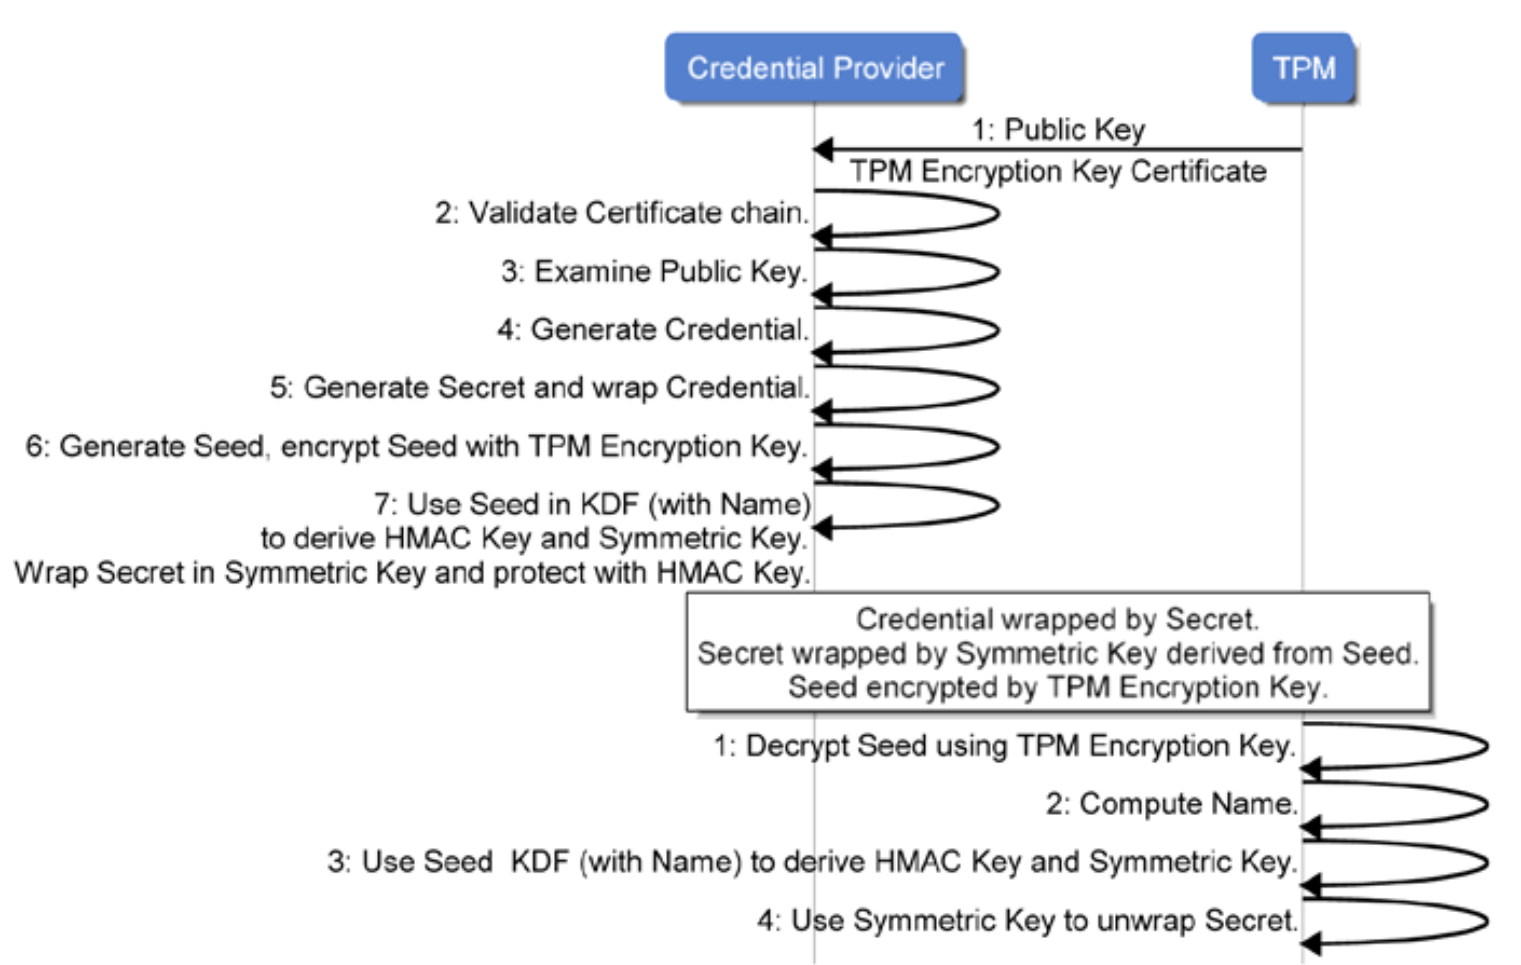 Credential Provider
TPM
1: Public Key
TPM Encryption Key Certificate
2: Validate Certificate chain.
3: Examine Public Key.
4: Generate Credential.
5: Generate Secret and wrap Credential.
6: Generate Seed, encrypt Seed with TPM Encryption Key.
7: Use Seed in KDF (with Name)
to derive HMAC Key and Symmetric Key.
Wrap Secret in Symmetric Key and protect with HMAC Key.
Credential wrapped by Secret.
Secret wrapped by Symmetric Key derived from Seed.
Seed encrypted by TPM Encryption Key.
1: Decrypt Seed using TPM Encryption Key.
2: Compute Name.
3: Use Seed  KDF (with Name) to derive HMAC Key and Symmetric Key.
4: Use Symmetric Key to unwrap Secret.